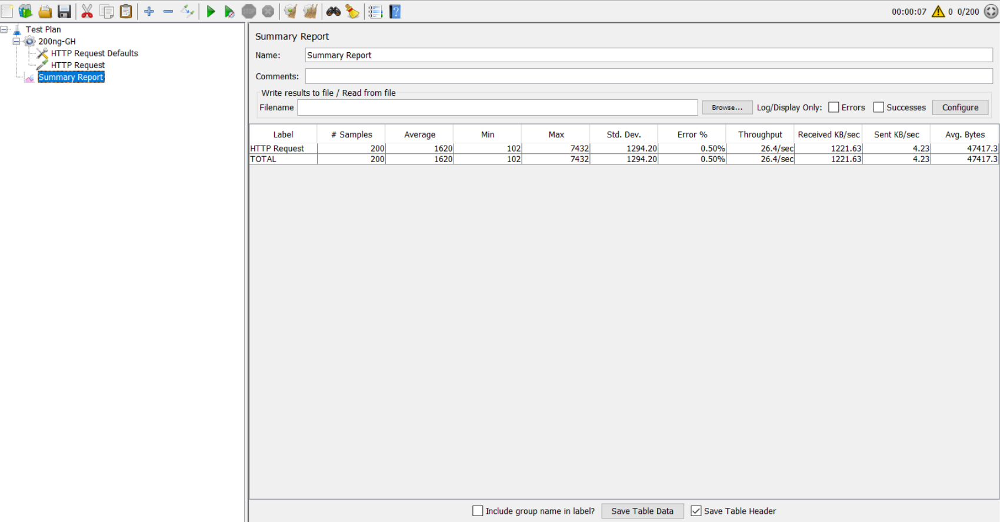 STOP
00:00:07 0 0/200
Test Plan
200ng-GH
HTTP Request Defaults
HTTP Request
Summary Report
Summary Report
Name: Summary Report
Comments:
Write results to file / Read from file
Filename Browse... Log/Display Only: Errors Successes Configure
Label # Samples Average Min Max Std. Dev. Error % Throughput Received KB/sec Sent KB/sec Avg. Bytes
HTTP Request 200 1620 102 7432 1294.20 0.50% 26.4/sec 1221.63 4.23 47417.3
TOTAL 200 1620 102 7432 1294.20 0.50% 26.4/sec 1221.63 4.23 47417.3
Include group name in label? Save Table Data Save Table Header